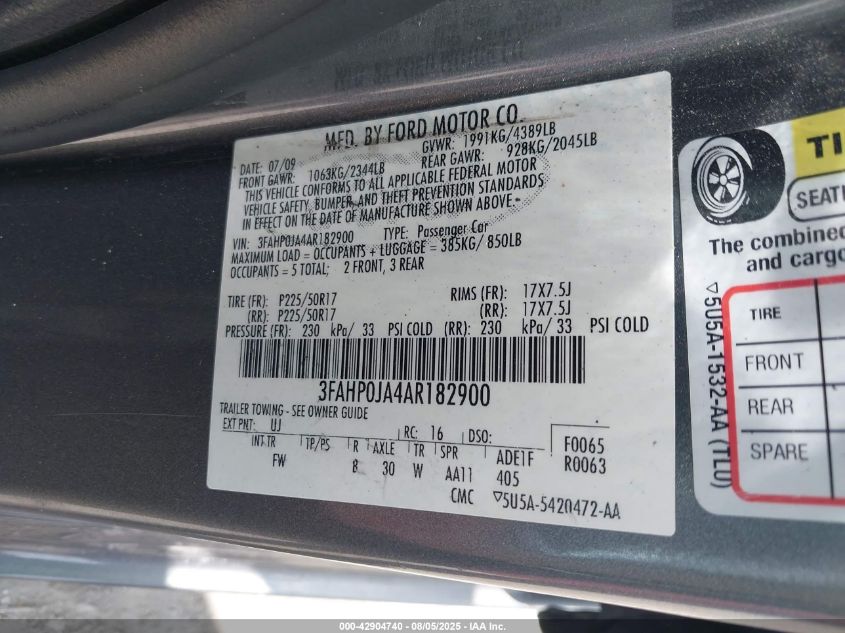 MFD. BY FORD MOTOR CO.
DATE: 07/09 GVWR: 1991KG/4389LB
FRONT GAWR: 1063KG/2344LB REAR GAWR: 928KG/2045LB
THIS VEHICLE CONFORMS TO ALL APPLICABLE FEDERAL MOTOR
VEHICLE SAFETY, BUMPER, AND THEFT PREVENTION STANDARDS
IN EFFECT ON THE DATE OF MANUFACTURE SHOWN ABOVE.
VIN: 3FAHP0JA4AR182900 TYPE: Passenger Car
MAXIMUM LOAD = OCCUPANTS + LUGGAGE = 385KG/ 850LB
OCCUPANTS = 5 TOTAL; 2 FRONT, 3 REAR
TIRE (FR): P225/50R17 RIMS (FR): 17X7.5J
(RR): P225/50R17 (RR): 17X7.5J
PRESSURE (FR): 230 kPa/ 33 PSI COLD (RR): 230 kPa/ 33 PSI COLD
3FAHP0JA4AR182900
TRAILER TOWING - SEE OWNER GUIDE
EXT PNT: UJ RC: 16 DSO: F0065
INT TR TP/PS R AXLE TR SPR ADE1F R0063
FW B 30 W AA11 405
CMC ▽5U5A-5420472-AA
TI
SEATI
The combined
and cargo
TIRE
FRONT
REAR
SPARE
▽5U5A-1532-AA (TLU)
000-42904740 - 08/05/2025 - IAA Inc.